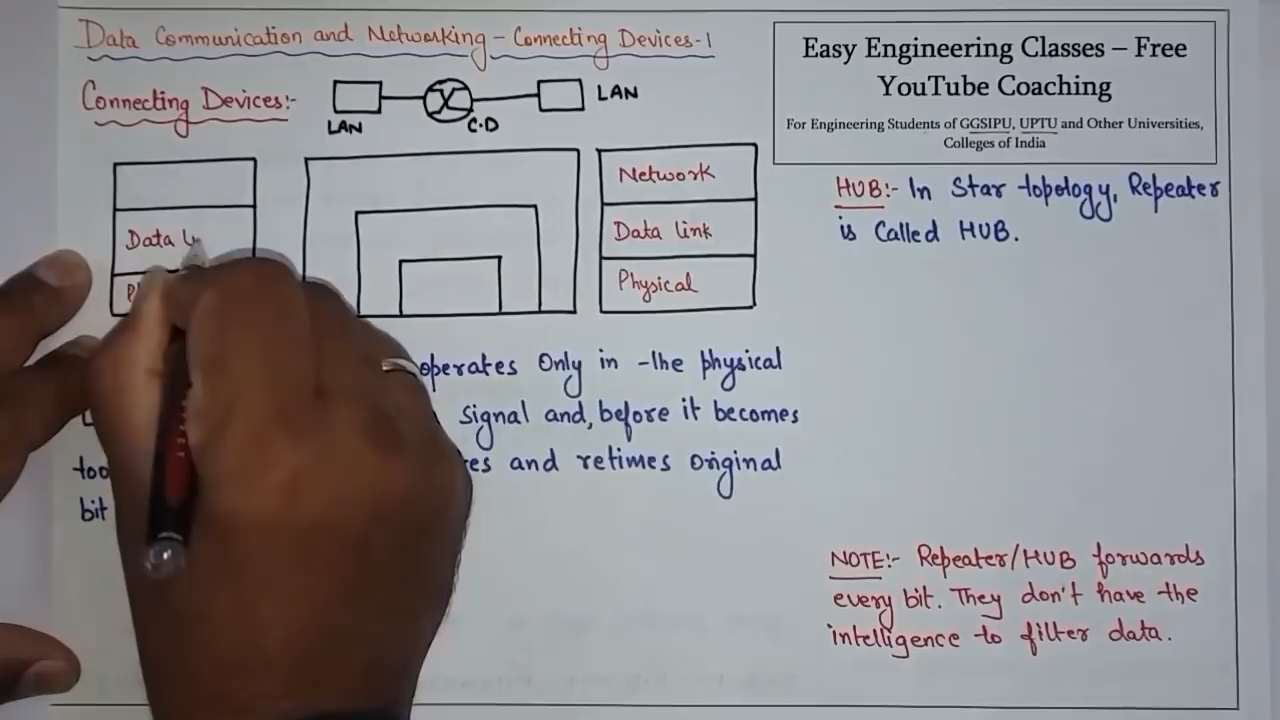 Data Communication and Networking - Connecting Devices-1
Easy Engineering Classes – Free
YouTube Coaching
For Engineering Students of GGSIPU, UPTU and Other Universities,
Colleges of India
Connecting Devices:-
LAN
C.D
LAN
Network
Data link
Physical
Data
operates Only in the physical
signal and, before it becomes
too
and retimes original
bit
HUB:- In Star topology, Repeater
is Called HUB.
NOTE:- Repeater/HUB forwards
every bit. They don't have the
intelligence to filter data.